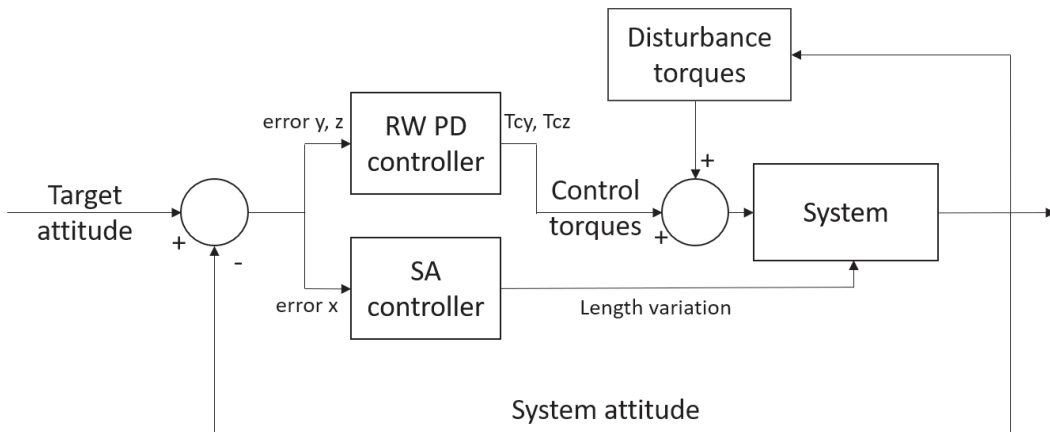 Disturbance
torques
error y, z
RW PD
controller
Tcy, Tcz
+
Target
attitude
+
-
Control
torques
+
System
SA
controller
error x
Length variation
System attitude